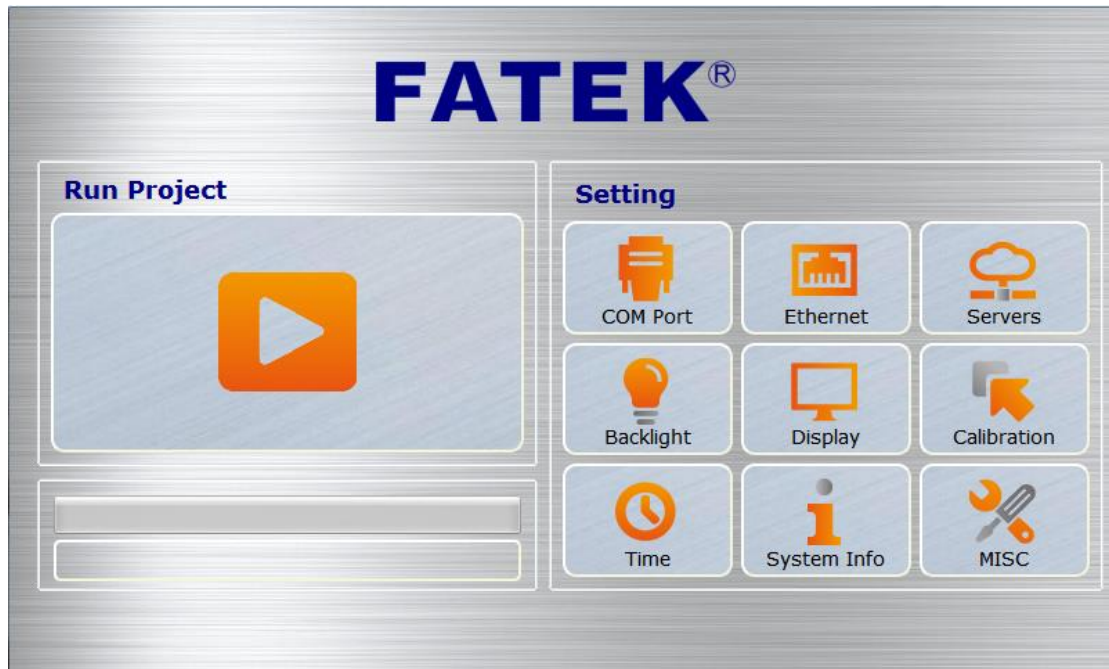 FATEK®
Run Project
Setting
COM Port
Ethernet
Servers
Backlight
Display
Calibration
Time
System Info
MISC